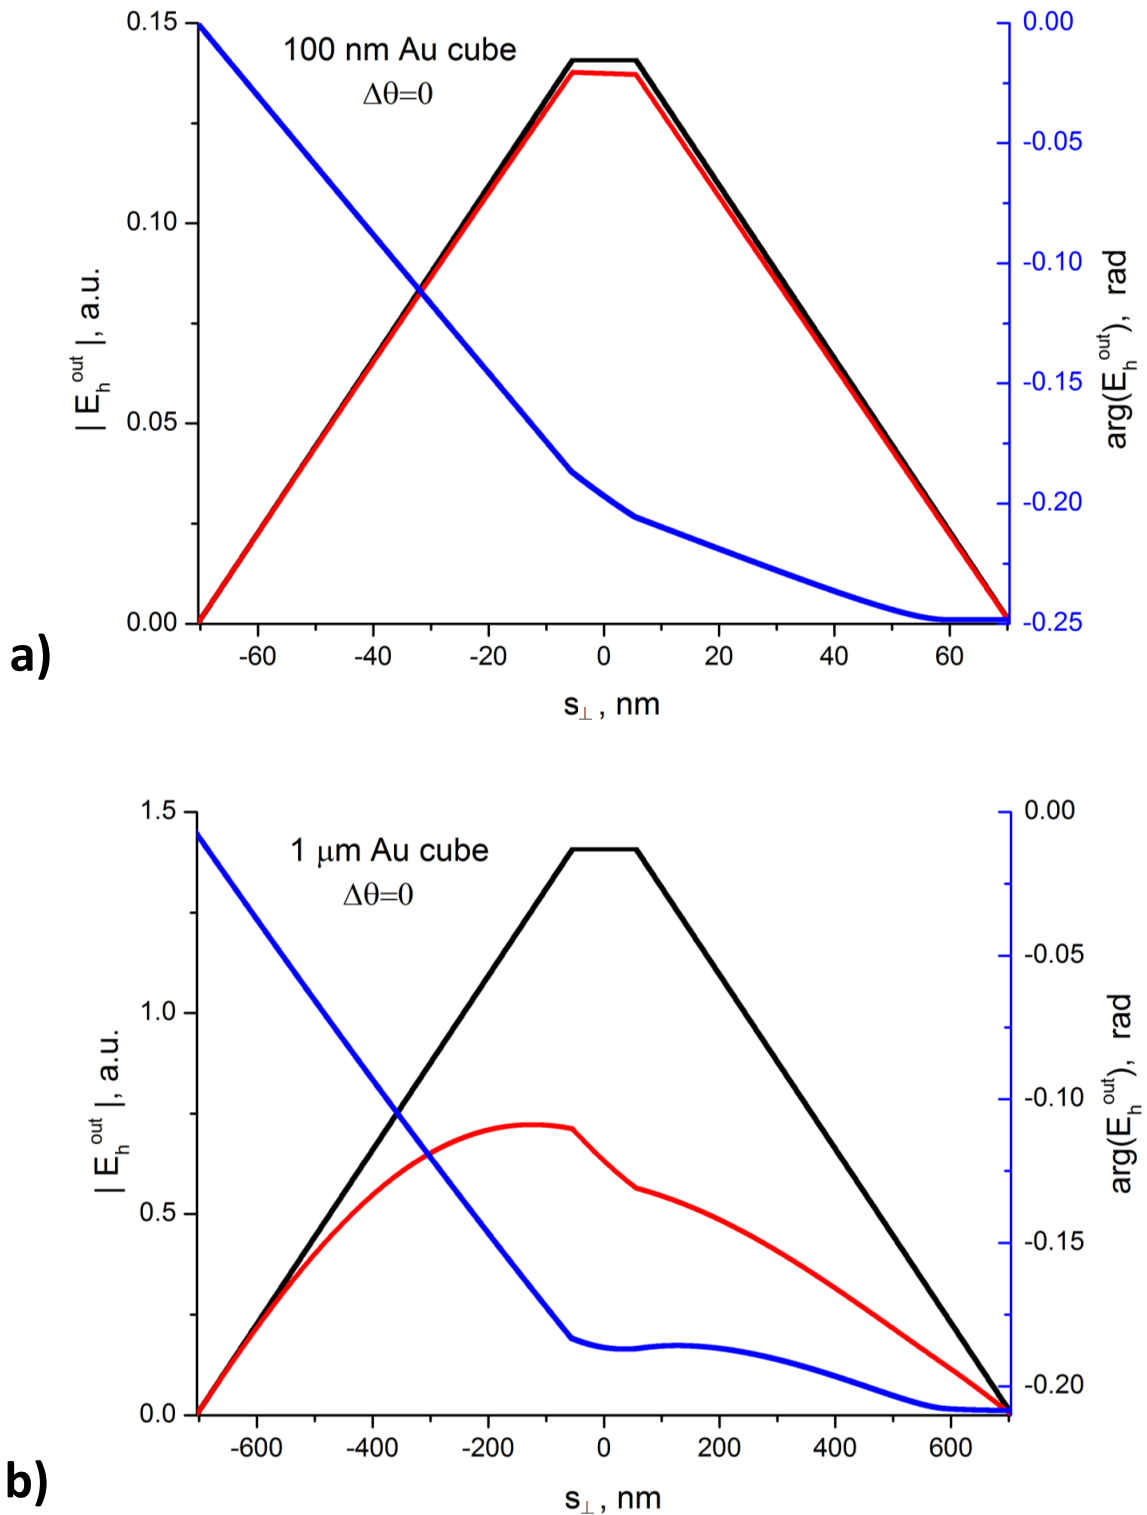 0.15
0.10
0.05
0.00
| E_h^out |, a.u.
100 nm Au cube
Δθ=0
0.00
-0.05
-0.10
-0.15
-0.20
-0.25
arg(E_h^out), rad
-60 -40 -20 0 20 40 60
s⊥, nm
a)
1.5
1.0
0.5
0.0
| E_h^out |, a.u.
1 μm Au cube
Δθ=0
0.00
-0.05
-0.10
-0.15
-0.20
arg(E_h^out), rad
-600 -400 -200 0 200 400 600
s⊥, nm
b)